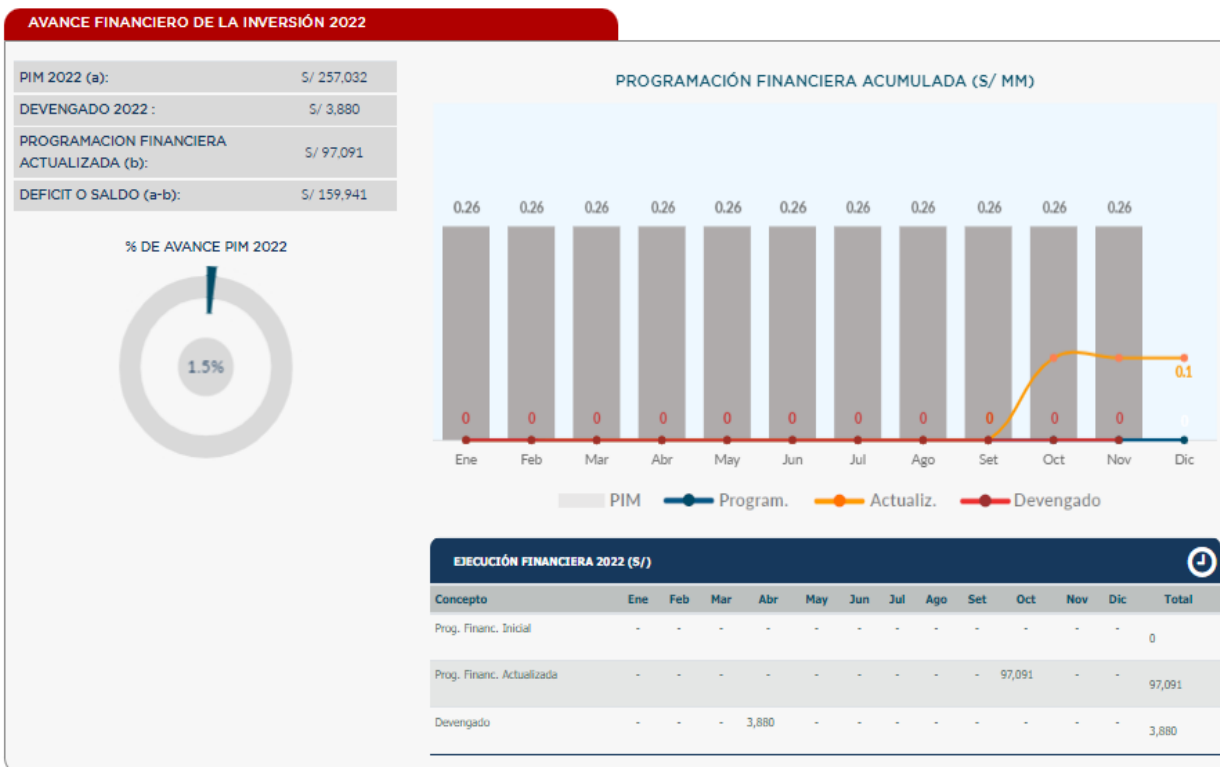 AVANCE FINANCIERO DE LA INVERSIÓN 2022
PIM 2022 (a): S/ 257,032
DEVENGADO 2022 : S/ 3,880
PROGRAMACION FINANCIERA
ACTUALIZADA (b): S/ 97,091
DEFICIT O SALDO (a-b): S/ 159,941
% DE AVANCE PIM 2022
1.5%
PROGRAMACIÓN FINANCIERA ACUMULADA (S/ MM)
0.26 0.26 0.26 0.26 0.26 0.26 0.26 0.26 0.26 0.26 0.26
0.1
0 0 0 0 0 0 0 0 0 0 0 0
Ene Feb Mar Abr May Jun Jul Ago Set Oct Nov Dic
PIM Program. Actualiz. Devengado
EJECUCIÓN FINANCIERA 2022 (S/)
Concepto Ene Feb Mar Abr May Jun Jul Ago Set Oct Nov Dic Total
Prog. Financ. Inicial - - - - - - - - - - - - 0
Prog. Financ. Actualizada - - - - - - - - - 97,091 - - 97,091
Devengado - - - 3,880 - - - - - - - - 3,880